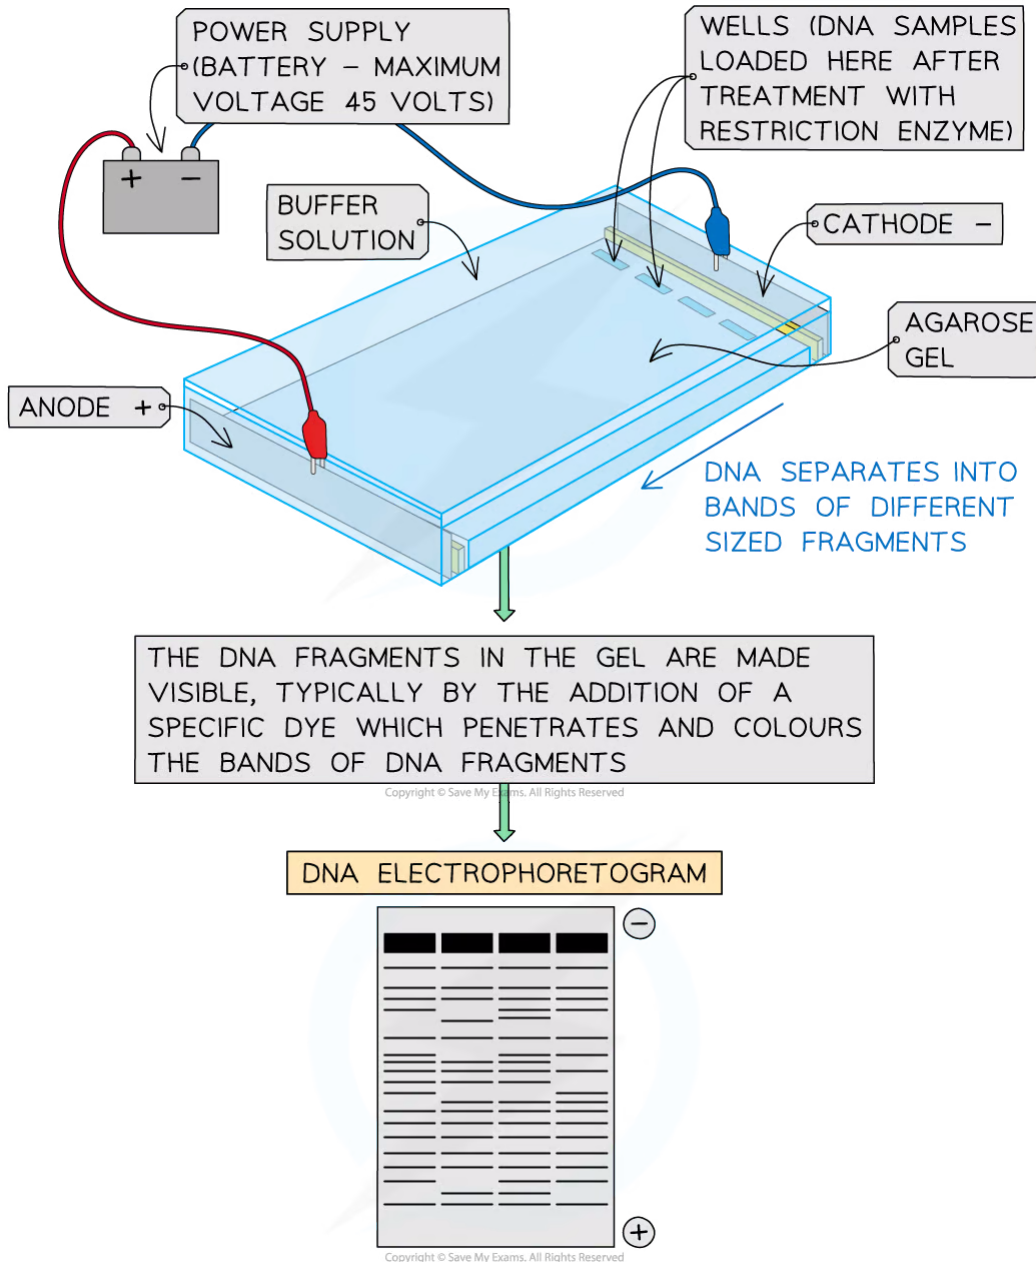 POWER SUPPLY
(BATTERY – MAXIMUM
VOLTAGE 45 VOLTS)
WELLS (DNA SAMPLES
LOADED HERE AFTER
TREATMENT WITH
RESTRICTION ENZYME)
+ −
BUFFER
SOLUTION
CATHODE −
AGAROSE
GEL
ANODE +
DNA SEPARATES INTO
BANDS OF DIFFERENT
SIZED FRAGMENTS
THE DNA FRAGMENTS IN THE GEL ARE MADE
VISIBLE, TYPICALLY BY THE ADDITION OF A
SPECIFIC DYE WHICH PENETRATES AND COLOURS
THE BANDS OF DNA FRAGMENTS
Copyright © Save My Exams. All Rights Reserved
DNA ELECTROPHORETOGRAM
−
+
Copyright © Save My Exams. All Rights Reserved